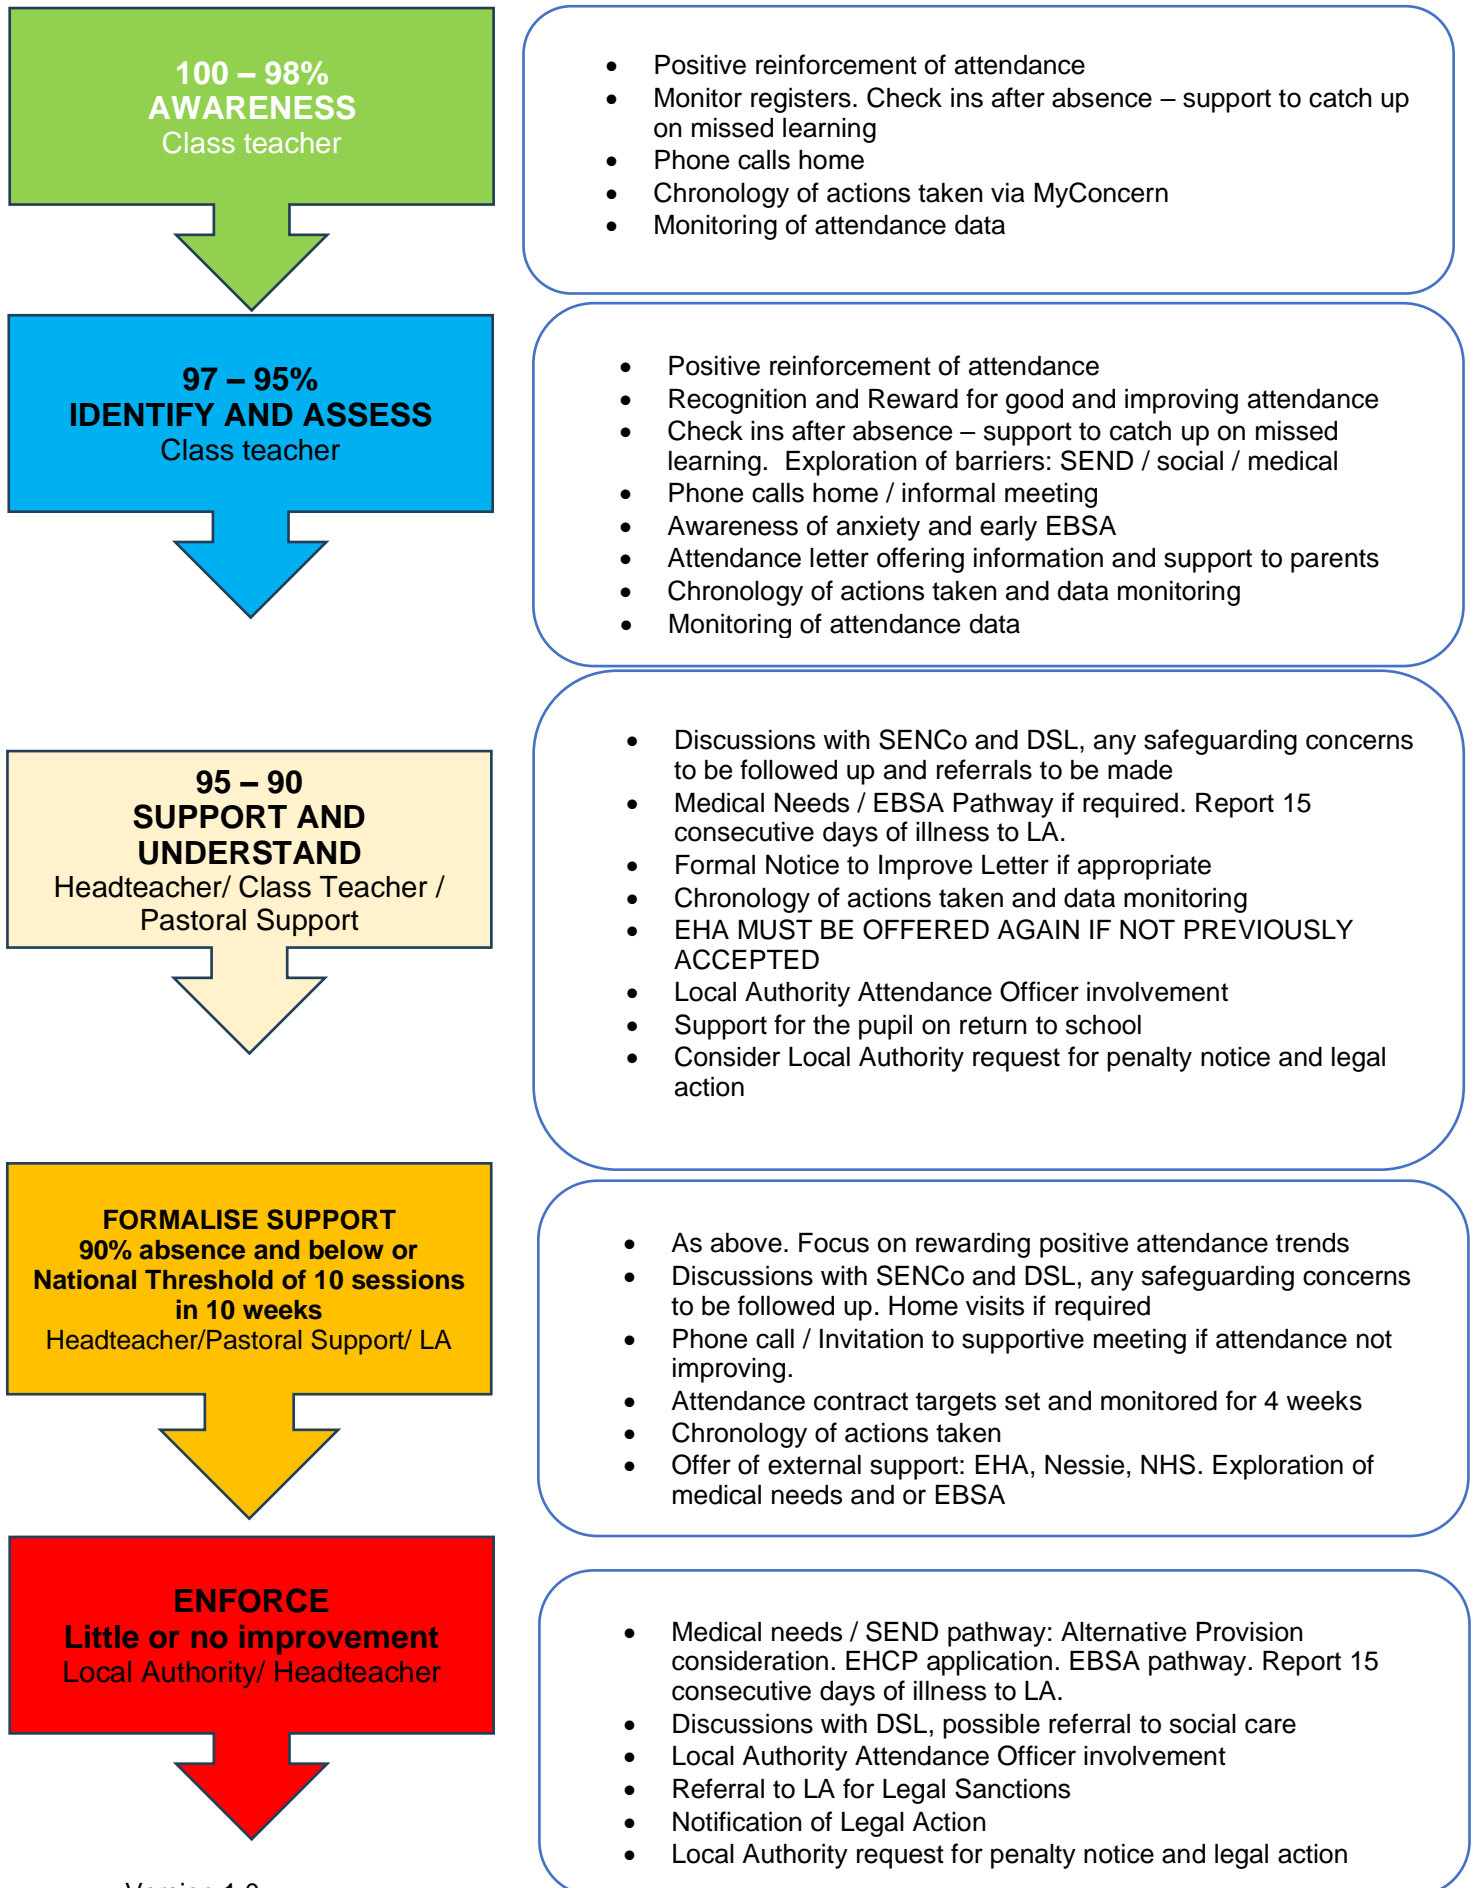 100 – 98%
AWARENESS
Class teacher
• Positive reinforcement of attendance
• Monitor registers. Check ins after absence – support to catch up
on missed learning
• Phone calls home
• Chronology of actions taken via MyConcern
• Monitoring of attendance data
97 – 95%
IDENTIFY AND ASSESS
Class teacher
• Positive reinforcement of attendance
• Recognition and Reward for good and improving attendance
• Check ins after absence – support to catch up on missed
learning.  Exploration of barriers: SEND / social / medical
• Phone calls home / informal meeting
• Awareness of anxiety and early EBSA
• Attendance letter offering information and support to parents
• Chronology of actions taken and data monitoring
• Monitoring of attendance data
95 – 90
SUPPORT AND
UNDERSTAND
Headteacher/ Class Teacher /
Pastoral Support
• Discussions with SENCo and DSL, any safeguarding concerns
to be followed up and referrals to be made
• Medical Needs / EBSA Pathway if required. Report 15
consecutive days of illness to LA.
• Formal Notice to Improve Letter if appropriate
• Chronology of actions taken and data monitoring
• EHA MUST BE OFFERED AGAIN IF NOT PREVIOUSLY
ACCEPTED
• Local Authority Attendance Officer involvement
• Support for the pupil on return to school
• Consider Local Authority request for penalty notice and legal
action
FORMALISE SUPPORT
90% absence and below or
National Threshold of 10 sessions
in 10 weeks
Headteacher/Pastoral Support/ LA
• As above. Focus on rewarding positive attendance trends
• Discussions with SENCo and DSL, any safeguarding concerns
to be followed up. Home visits if required
• Phone call / Invitation to supportive meeting if attendance not
improving.
• Attendance contract targets set and monitored for 4 weeks
• Chronology of actions taken
• Offer of external support: EHA, Nessie, NHS. Exploration of
medical needs and or EBSA
ENFORCE
Little or no improvement
Local Authority/ Headteacher
• Medical needs / SEND pathway: Alternative Provision
consideration. EHCP application. EBSA pathway. Report 15
consecutive days of illness to LA.
• Discussions with DSL, possible referral to social care
• Local Authority Attendance Officer involvement
• Referral to LA for Legal Sanctions
• Notification of Legal Action
• Local Authority request for penalty notice and legal action
Version